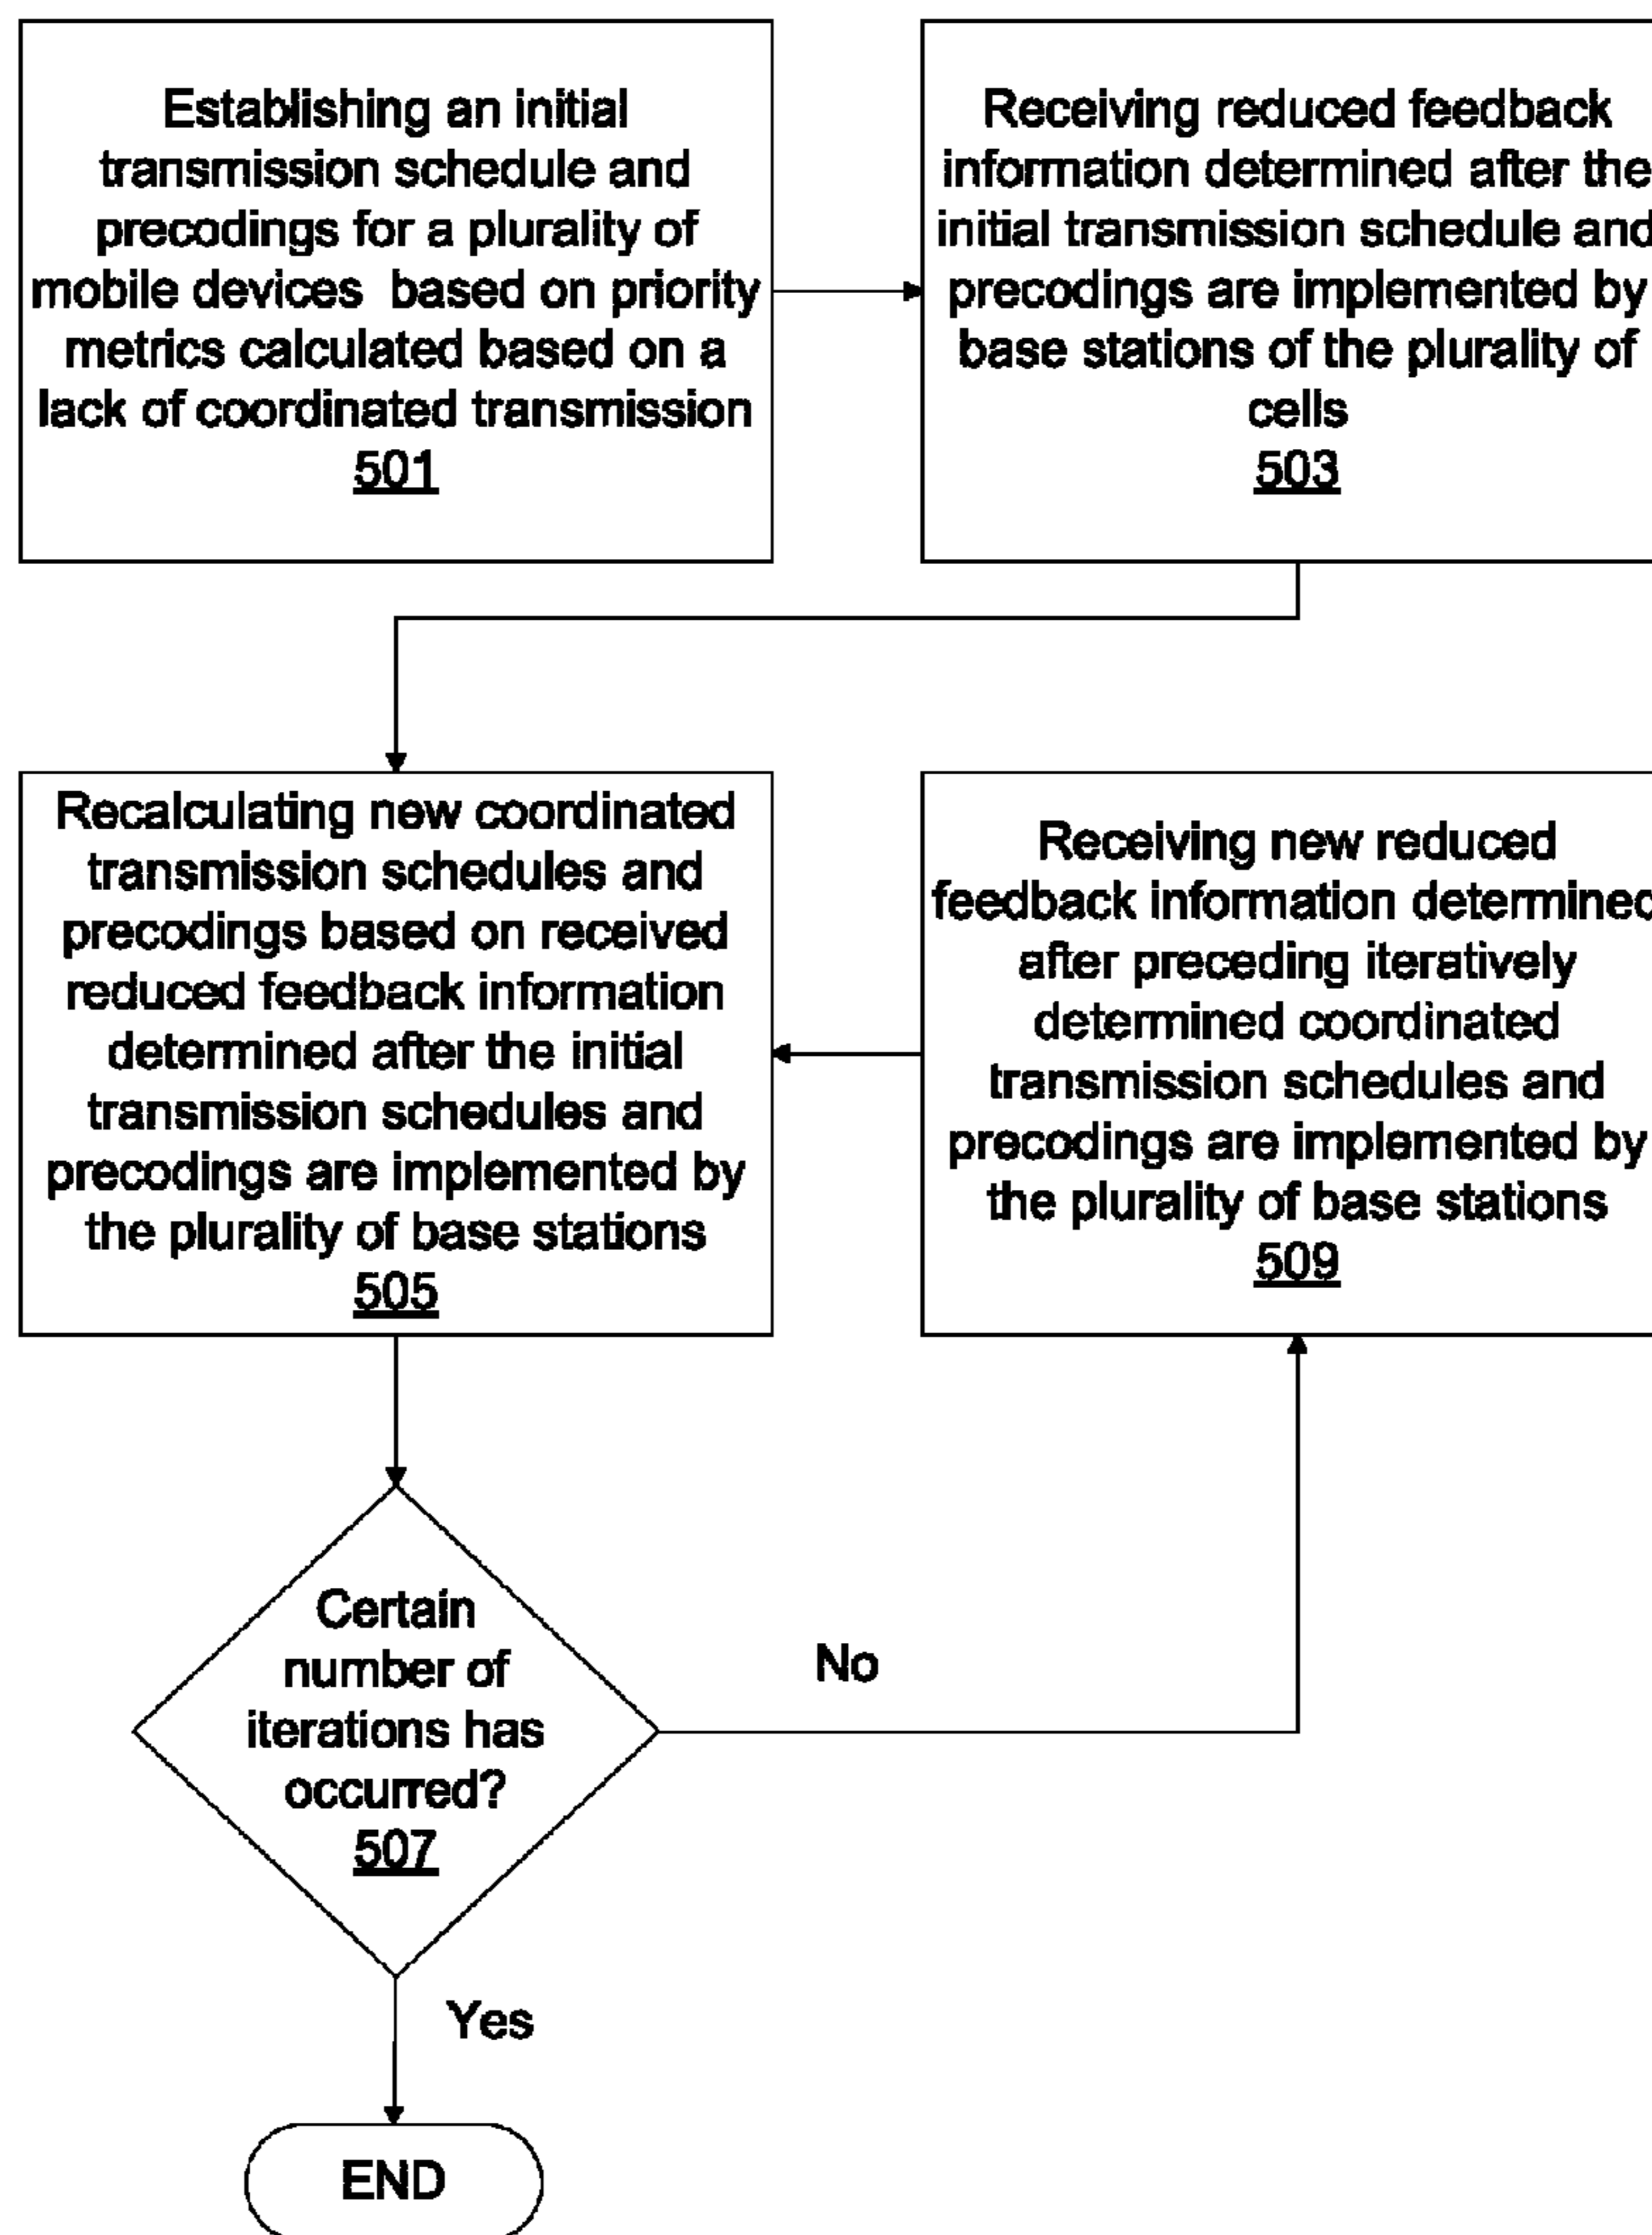 Establishing an initial
transmission schedule and
precodings for a plurality of
mobile devices based on priority
metrics calculated based on a
lack of coordinated transmission
501
Receiving reduced feedback
information determined after the
initial transmission schedule and
precodings are implemented by
base stations of the plurality of
cells
503
Recalculating new coordinated
transmission schedules and
precodings based on received
reduced feedback information
determined after the initial
transmission schedules and
precodings are implemented by
the plurality of base stations
505
Receiving new reduced
feedback information determined
after preceding iteratively
determined coordinated
transmission schedules and
precodings are implemented by
the plurality of base stations
509
Certain
number of
iterations has
occurred?
507
No
Yes
END